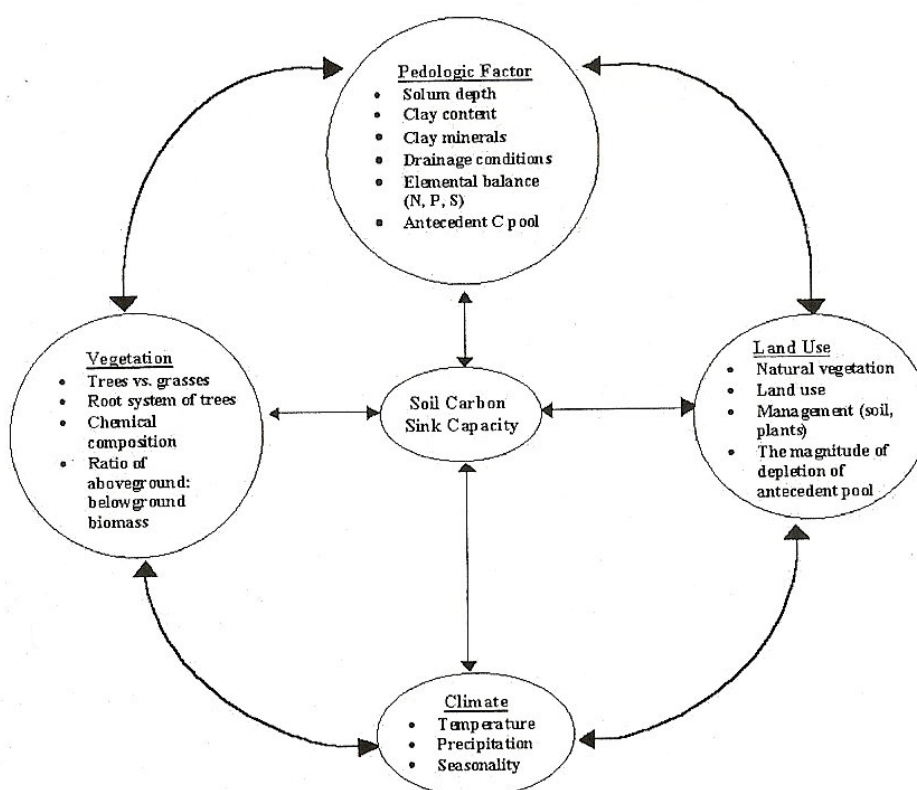 Pedologic Factor
• Solum depth
• Clay content
• Clay minerals
• Drainage conditions
• Elemental balance
(N, P, S)
• Antecedent C pool
Vegetation
• Trees vs. grasses
• Root system of trees
• Chemical
composition
• Ratio of
aboveground:
belowground
biomass
Soil Carbon
Sink Capacity
Land Use
• Natural vegetation
• Land use
• Management (soil,
plants)
• The magnitude of
depletion of
antecedent pool
Climate
• Temperature
• Precipitation
• Seasonality